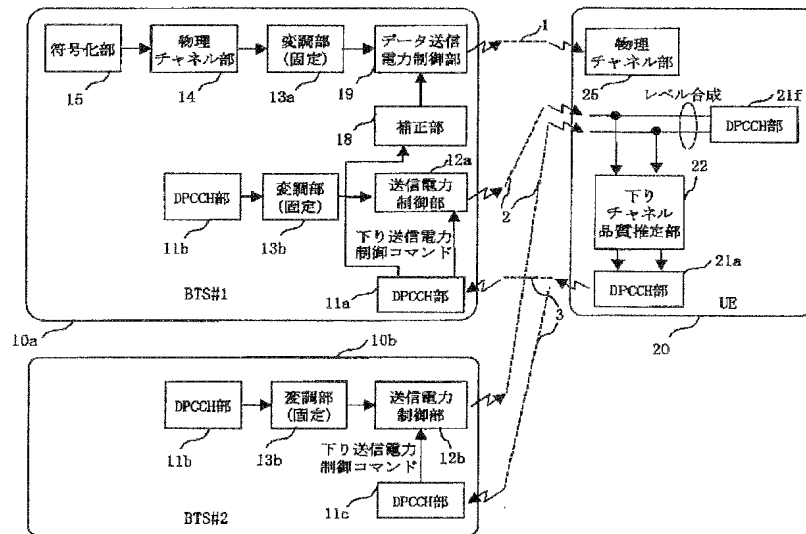 符号化部
15
物理
チャネル部
14
変調部
(固定)
13a
データ送信
電力制御部
19
1
物理
チャネル部
25
レベル合成
DPCCH部
21f
補正部
18
DPCCH部
11b
変調部
(固定)
13b
送信電力
制御部
12a
2
下り
チャネル
品質推定部
22
下り送信電力
制御コマンド
DPCCH部
11a
BTS#1
10a
3
DPCCH部
21a
UE
20
10b
DPCCH部
11b
変調部
(固定)
13b
送信電力
制御部
12b
下り送信電力
制御コマンド
DPCCH部
11c
BTS#2